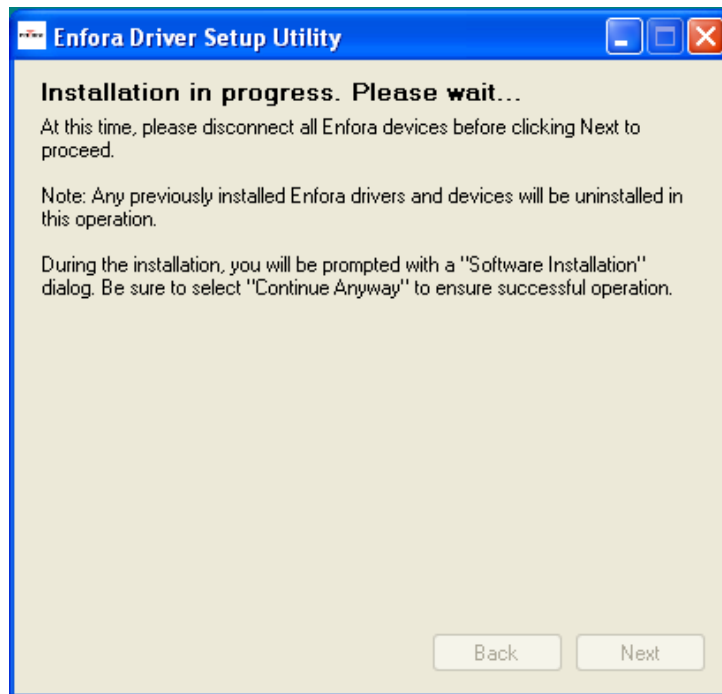 Enfora Driver Setup Utility
Installation in progress. Please wait...
At this time, please disconnect all Enfora devices before clicking Next to
proceed.
Note: Any previously installed Enfora drivers and devices will be uninstalled in
this operation.
During the installation, you will be prompted with a "Software Installation"
dialog. Be sure to select "Continue Anyway" to ensure successful operation.
Back
Next